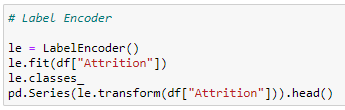 # Label Encoder
le = LabelEncoder()
le.fit(df["Attrition"])
le.classes_
pd.Series(le.transform(df["Attrition"])).head()